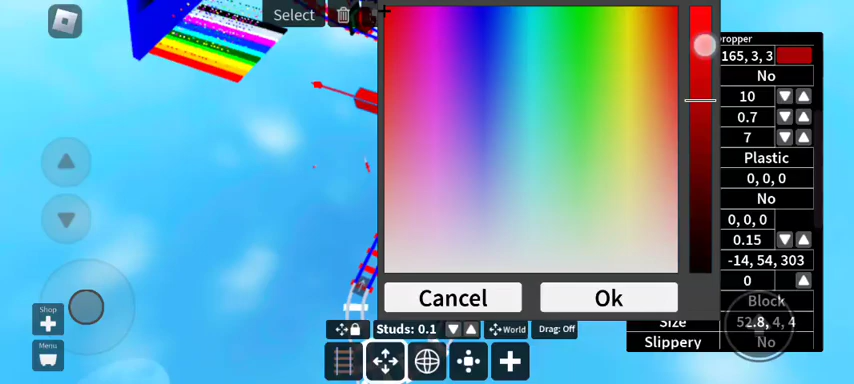 Select
Dropper
165, 3, 3
No
10
0.7
7
Plastic
0, 0, 0
No
0, 0, 0
0.15
-14, 54, 303
0
Block
Size 52.8, 4, 4
Slippery No
Cancel
Ok
Studs: 0.1
World
Drag: Off
Shop
Menu